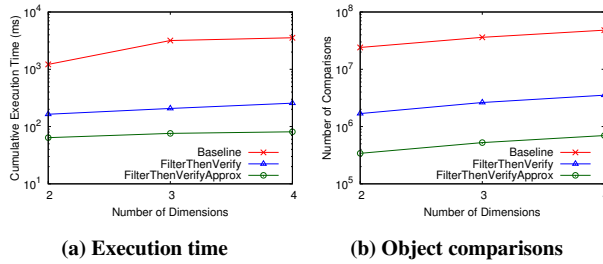 10^4
10^3
10^2
10^1
Cumulative Execution Time (ms)
Baseline
FilterThenVerify
FilterThenVerifyApprox
2 3 4
Number of Dimensions
(a) Execution time
10^8
10^7
10^6
10^5
Number of Comparisons
Baseline
FilterThenVerify
FilterThenVerifyApprox
2 3
Number of Dimensions
(b) Object comparisons